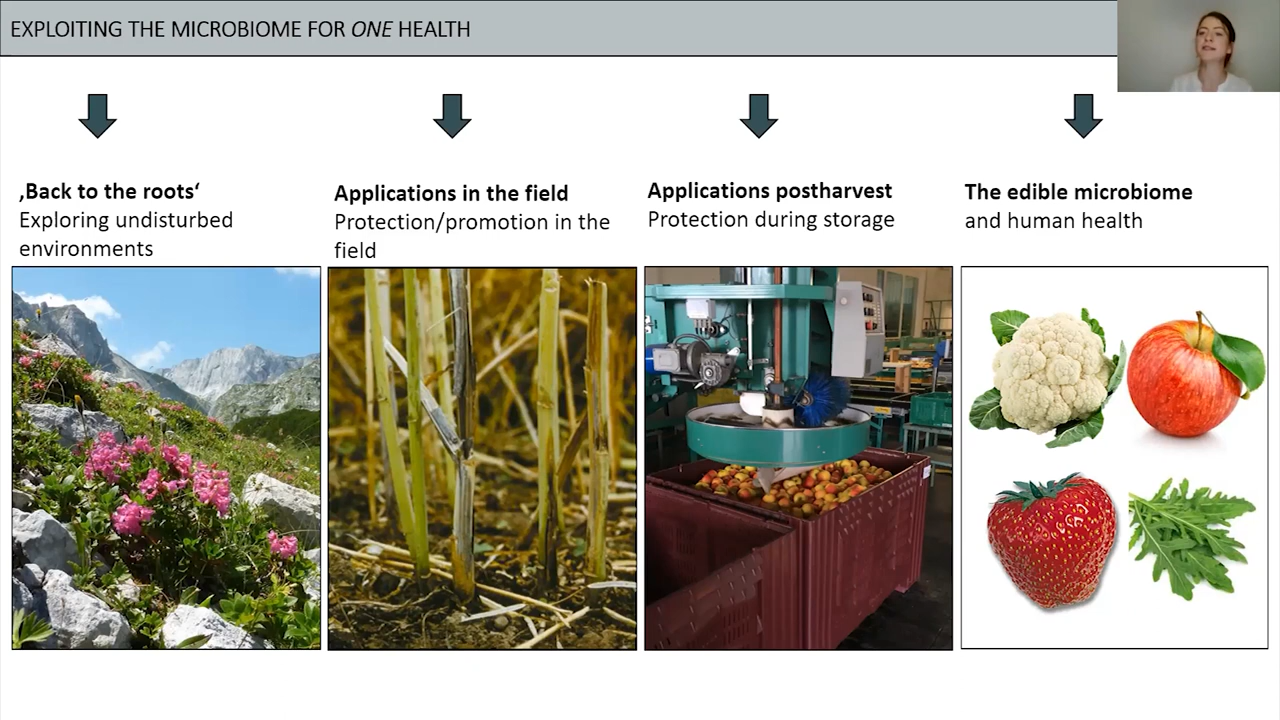 EXPLOITING THE MICROBIOME FOR ONE HEALTH
‚Back to the roots‘
Exploring undisturbed
environments
Applications in the field
Protection/promotion in the
field
Applications postharvest
Protection during storage
The edible microbiome
and human health